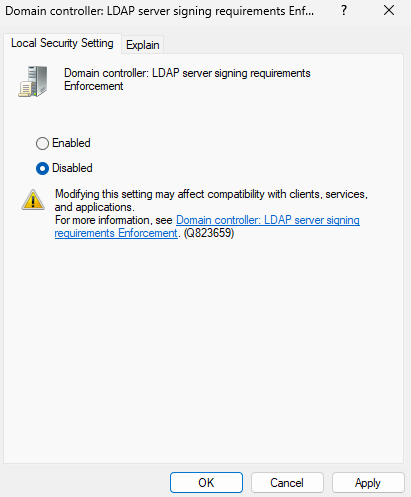 Domain controller: LDAP server signing requirements Enf...
?
Local Security Setting
Explain
Domain controller: LDAP server signing requirements
Enforcement
Enabled
Disabled
Modifying this setting may affect compatibility with clients, services,
and applications.
For more information, see Domain controller: LDAP server signing
requirements Enforcement. (Q823659)
OK
Cancel
Apply